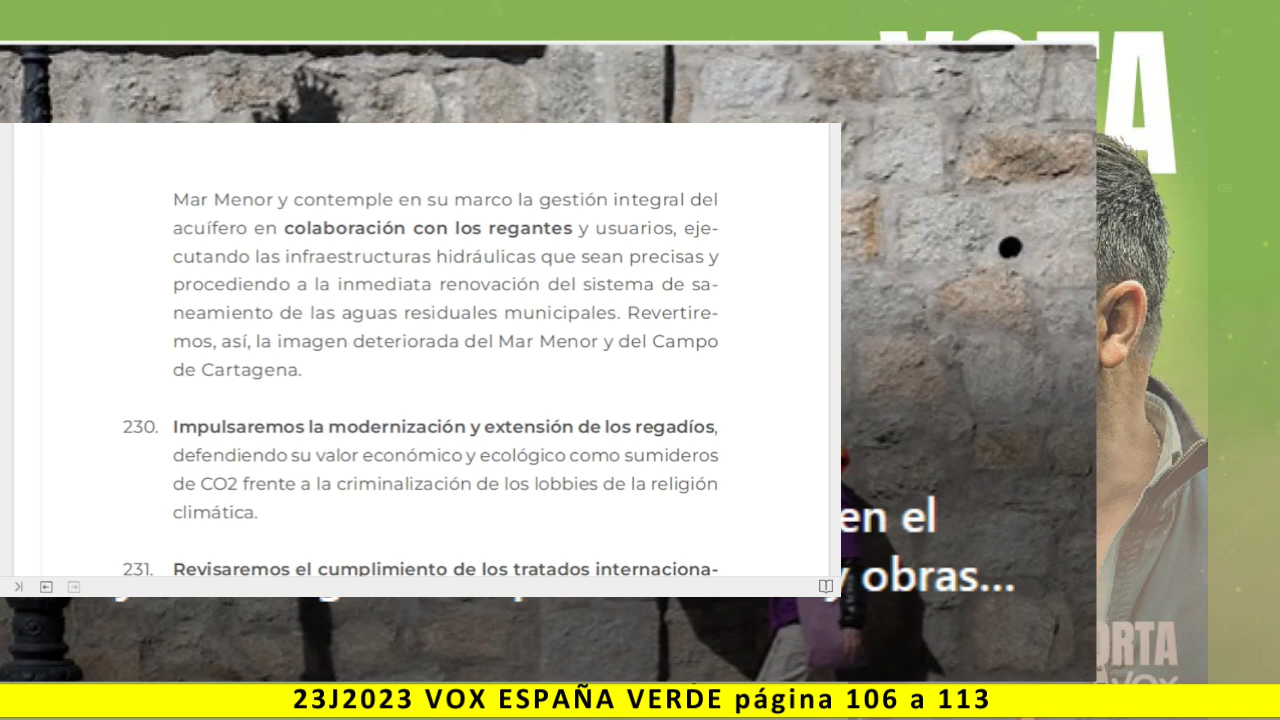 VOTA
Mar Menor y contemple en su marco la gestión integral del
acuífero en colaboración con los regantes y usuarios, eje-
cutando las infraestructuras hidráulicas que sean precisas y
procediendo a la inmediata renovación del sistema de sa-
neamiento de las aguas residuales municipales. Revertire-
mos, así, la imagen deteriorada del Mar Menor y del Campo
de Cartagena.
230. Impulsaremos la modernización y extensión de los regadíos,
defendiendo su valor económico y ecológico como sumideros
de CO2 frente a la criminalización de los lobbies de la religión
climática.
231. Revisaremos el cumplimiento de los tratados internaciona-
en el
y obras...
ORTA
VOX
23J2023 VOX ESPAÑA VERDE página 106 a 113